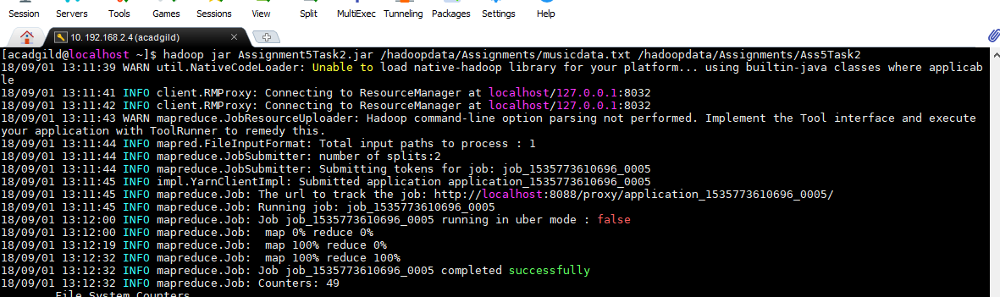 Session Servers Tools Games Sessions View Split MultiExec Tunneling Packages Settings Help
10. 192.168.2.4 (acadgild)
[acadgild@localhost ~]$ hadoop jar Assignment5Task2.jar /hadoopdata/Assignments/musicdata.txt /hadoopdata/Assignments/Ass5Task2
18/09/01 13:11:39 WARN util.NativeCodeLoader: Unable to load native-hadoop library for your platform... using builtin-java classes where applicab
le
18/09/01 13:11:41 INFO client.RMProxy: Connecting to ResourceManager at localhost/127.0.0.1:8032
18/09/01 13:11:42 INFO client.RMProxy: Connecting to ResourceManager at localhost/127.0.0.1:8032
18/09/01 13:11:43 WARN mapreduce.JobResourceUploader: Hadoop command-line option parsing not performed. Implement the Tool interface and execute
your application with ToolRunner to remedy this.
18/09/01 13:11:44 INFO mapred.FileInputFormat: Total input paths to process : 1
18/09/01 13:11:44 INFO mapreduce.JobSubmitter: number of splits:2
18/09/01 13:11:44 INFO mapreduce.JobSubmitter: Submitting tokens for job: job_1535773610696_0005
18/09/01 13:11:45 INFO impl.YarnClientImpl: Submitted application application_1535773610696_0005
18/09/01 13:11:45 INFO mapreduce.Job: The url to track the job: http://localhost:8088/proxy/application_1535773610696_0005/
18/09/01 13:11:45 INFO mapreduce.Job: Running job: job_1535773610696_0005
18/09/01 13:12:00 INFO mapreduce.Job: Job job_1535773610696_0005 running in uber mode : false
18/09/01 13:12:00 INFO mapreduce.Job:  map 0% reduce 0%
18/09/01 13:12:19 INFO mapreduce.Job:  map 100% reduce 0%
18/09/01 13:12:32 INFO mapreduce.Job:  map 100% reduce 100%
18/09/01 13:12:32 INFO mapreduce.Job: Job job_1535773610696_0005 completed successfully
18/09/01 13:12:32 INFO mapreduce.Job: Counters: 49
File System Counters